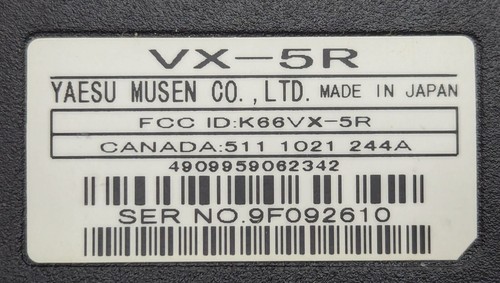 VX-5R
YAESU MUSEN CO.,LTD. MADE IN JAPAN
FCC ID:K66VX-5R
CANADA:511 1021 244A
4909959062342
SER NO.9F092610